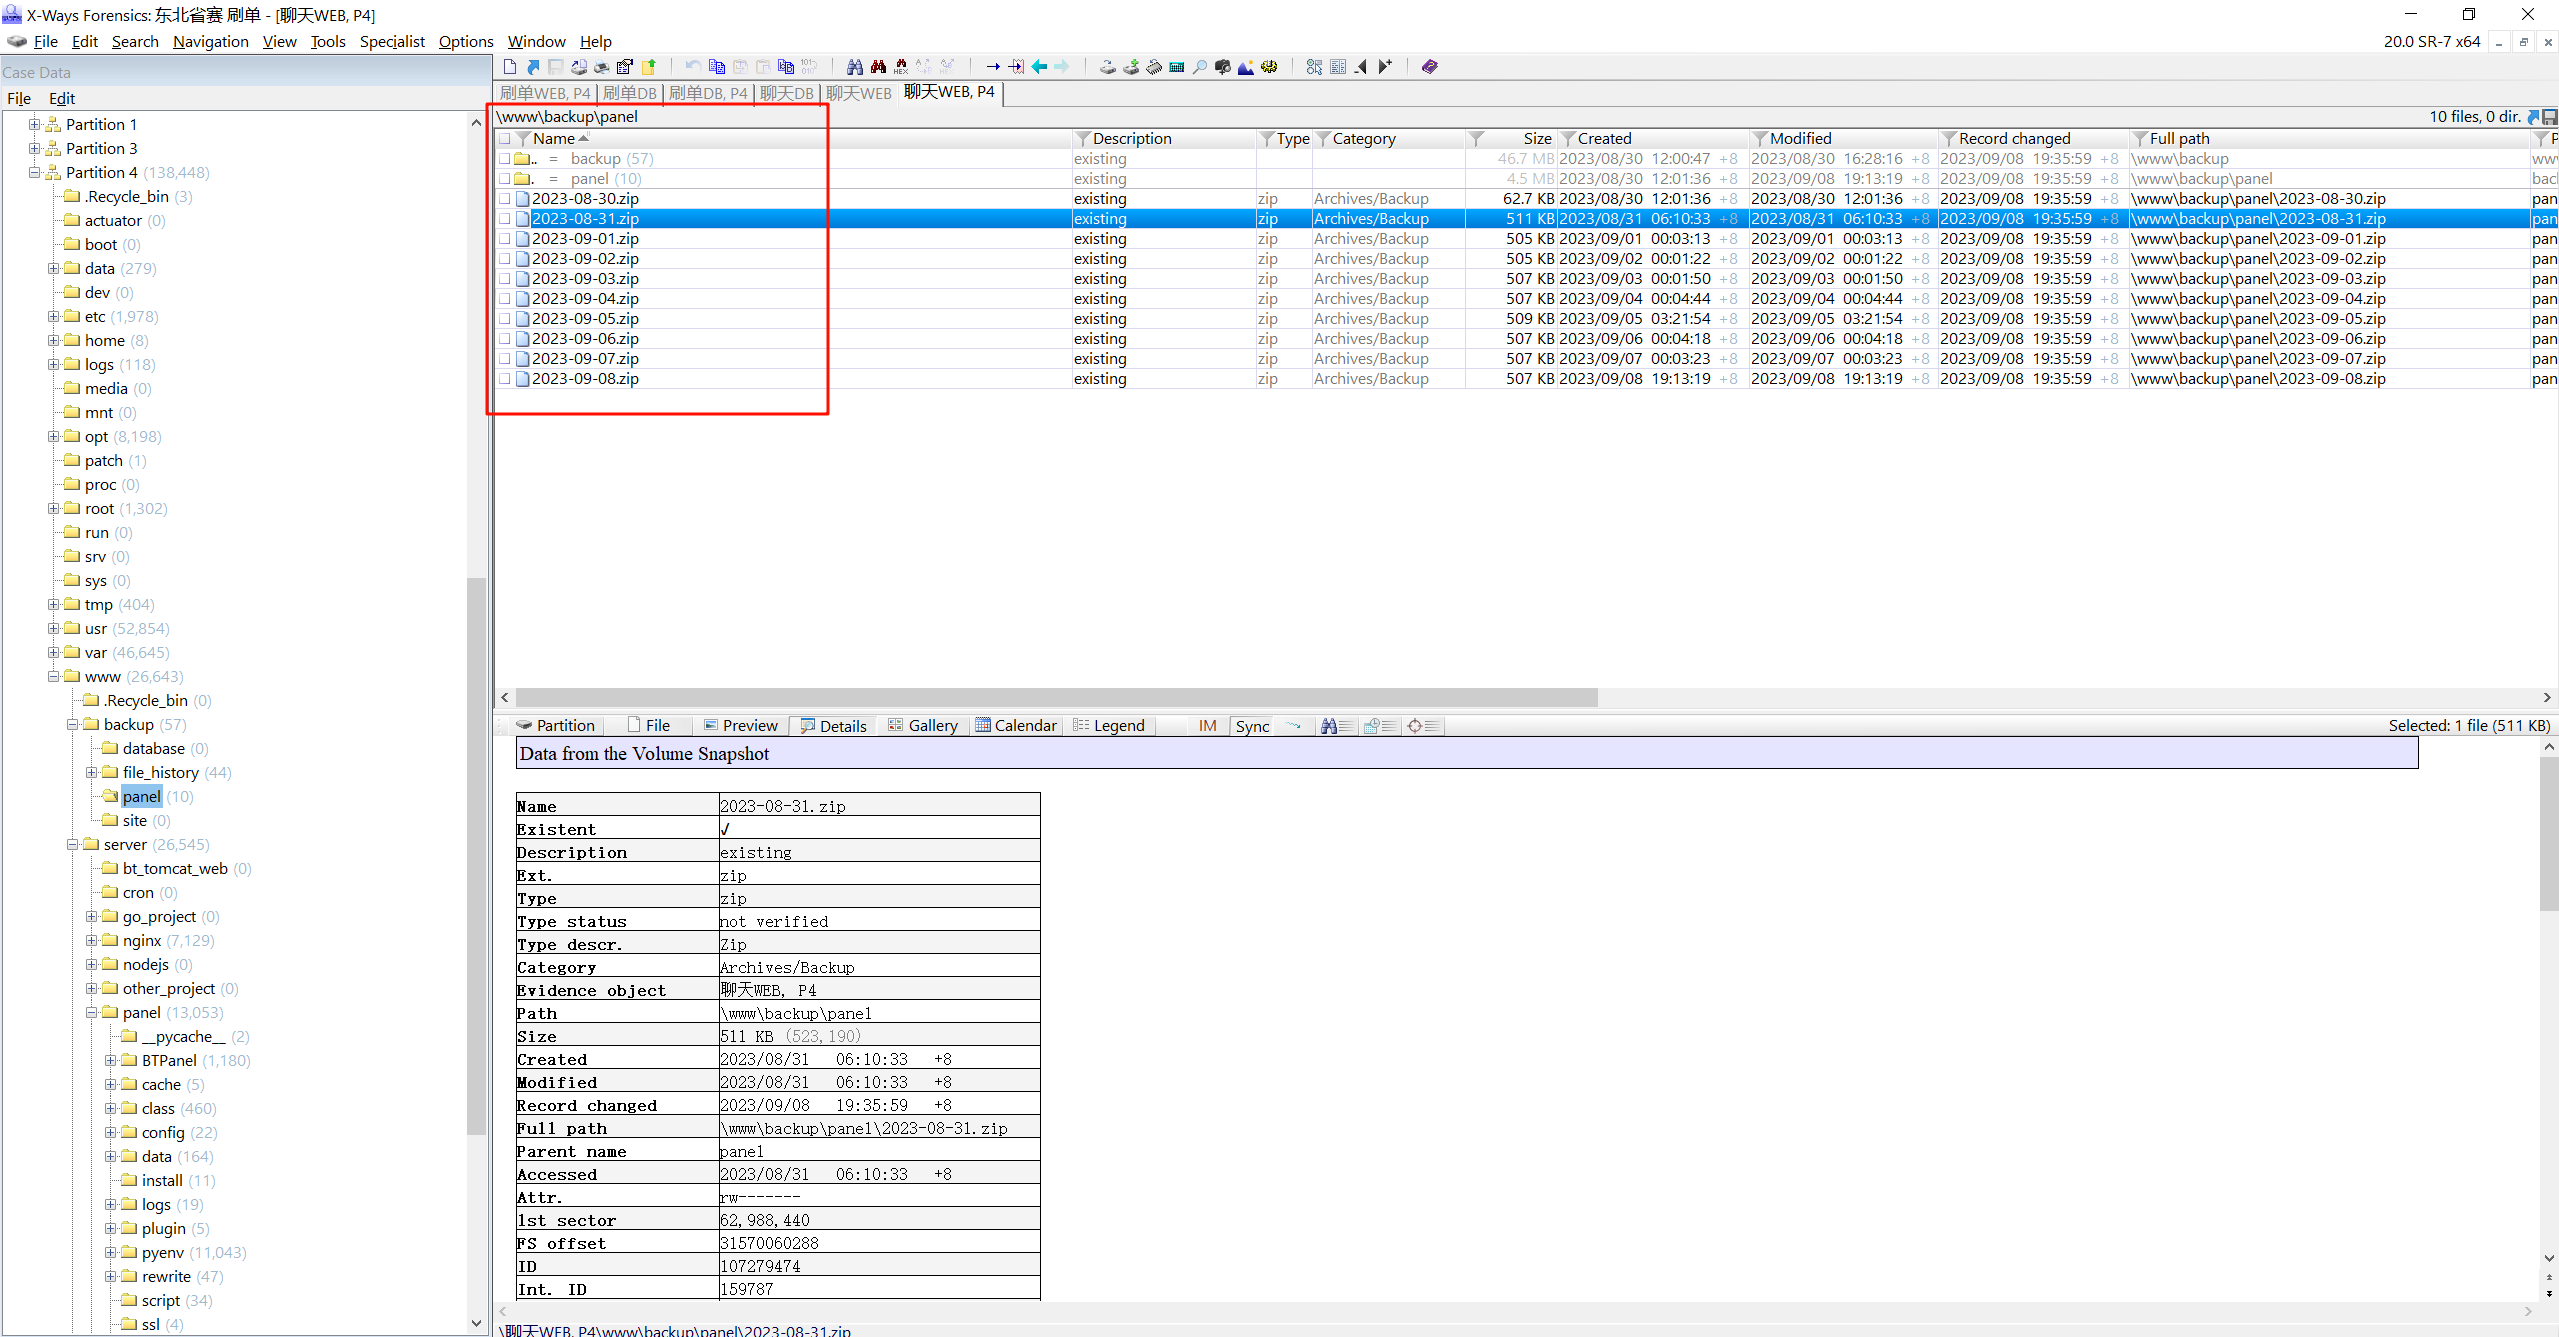 X-Ways Forensics: 东北省赛 刷单 - [聊天WEB, P4]
File Edit Search Navigation View Tools Specialist Options Window Help
20.0 SR-7 x64
Case Data
File Edit
Partition 1
Partition 3
Partition 4 (138,448)
.Recycle_bin (3)
actuator (0)
boot (0)
data (279)
dev (0)
etc (1,978)
home (8)
logs (118)
media (0)
mnt (0)
opt (8,198)
patch (1)
proc (0)
root (1,302)
run (0)
srv (0)
sys (0)
tmp (404)
usr (52,854)
var (46,645)
www (26,643)
.Recycle_bin (0)
backup (57)
database (0)
file_history (44)
panel (10)
site (0)
server (26,545)
bt_tomcat_web (0)
cron (0)
go_project (0)
nginx (7,129)
nodejs (0)
other_project (0)
panel (13,053)
__pycache__ (2)
BTPanel (1,180)
cache (5)
class (460)
config (22)
data (164)
install (11)
logs (19)
plugin (5)
pyenv (11,043)
rewrite (47)
script (34)
ssl (4)
刷单WEB, P4 刷单DB 刷单DB, P4 聊天DB 聊天WEB 聊天WEB, P4
\www\backup\panel
10 files, 0 dir.
Name Description Type Category Size Created Modified Record changed Full path P
.. = backup (57) existing 46.7 MB 2023/08/30 12:00:47 +8 2023/08/30 16:28:16 +8 2023/09/08 19:35:59 +8 \www\backup ww
. = panel (10) existing 4.5 MB 2023/08/30 12:01:36 +8 2023/09/08 19:13:19 +8 2023/09/08 19:35:59 +8 \www\backup\panel bac
2023-08-30.zip existing zip Archives/Backup 62.7 KB 2023/08/30 12:01:36 +8 2023/08/30 12:01:36 +8 2023/09/08 19:35:59 +8 \www\backup\panel\2023-08-30.zip pan
2023-08-31.zip existing zip Archives/Backup 511 KB 2023/08/31 06:10:33 +8 2023/08/31 06:10:33 +8 2023/09/08 19:35:59 +8 \www\backup\panel\2023-08-31.zip pan
2023-09-01.zip existing zip Archives/Backup 505 KB 2023/09/01 00:03:13 +8 2023/09/01 00:03:13 +8 2023/09/08 19:35:59 +8 \www\backup\panel\2023-09-01.zip pan
2023-09-02.zip existing zip Archives/Backup 505 KB 2023/09/02 00:01:22 +8 2023/09/02 00:01:22 +8 2023/09/08 19:35:59 +8 \www\backup\panel\2023-09-02.zip pan
2023-09-03.zip existing zip Archives/Backup 507 KB 2023/09/03 00:01:50 +8 2023/09/03 00:01:50 +8 2023/09/08 19:35:59 +8 \www\backup\panel\2023-09-03.zip pan
2023-09-04.zip existing zip Archives/Backup 507 KB 2023/09/04 00:04:44 +8 2023/09/04 00:04:44 +8 2023/09/08 19:35:59 +8 \www\backup\panel\2023-09-04.zip pan
2023-09-05.zip existing zip Archives/Backup 509 KB 2023/09/05 03:21:54 +8 2023/09/05 03:21:54 +8 2023/09/08 19:35:59 +8 \www\backup\panel\2023-09-05.zip pan
2023-09-06.zip existing zip Archives/Backup 507 KB 2023/09/06 00:04:18 +8 2023/09/06 00:04:18 +8 2023/09/08 19:35:59 +8 \www\backup\panel\2023-09-06.zip pan
2023-09-07.zip existing zip Archives/Backup 507 KB 2023/09/07 00:03:23 +8 2023/09/07 00:03:23 +8 2023/09/08 19:35:59 +8 \www\backup\panel\2023-09-07.zip pan
2023-09-08.zip existing zip Archives/Backup 507 KB 2023/09/08 19:13:19 +8 2023/09/08 19:13:19 +8 2023/09/08 19:35:59 +8 \www\backup\panel\2023-09-08.zip pan
Partition File Preview Details Gallery Calendar Legend IM Sync
Selected: 1 file (511 KB)
Data from the Volume Snapshot
Name 2023-08-31.zip
Existent √
Description existing
Ext. zip
Type zip
Type status not verified
Type descr. Zip
Category Archives/Backup
Evidence object 聊天WEB, P4
Path \www\backup\panel
Size 511 KB (523,190)
Created 2023/08/31 06:10:33 +8
Modified 2023/08/31 06:10:33 +8
Record changed 2023/09/08 19:35:59 +8
Full path \www\backup\panel\2023-08-31.zip
Parent name panel
Accessed 2023/08/31 06:10:33 +8
Attr. rw-------
1st sector 62,988,440
FS offset 31570060288
ID 107279474
Int. ID 159787
\聊天WEB, P4\www\backup\panel\2023-08-31.zip